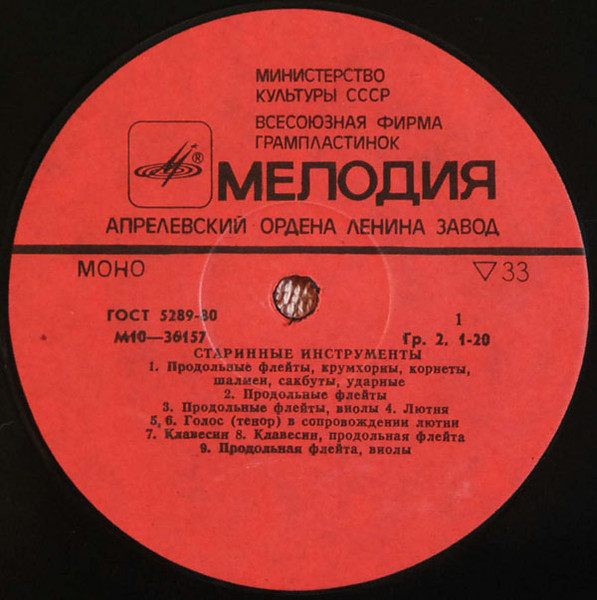 МИНИСТЕРСТВО
КУЛЬТУРЫ СССР
ВСЕСОЮЗНАЯ ФИРМА
ГРАМПЛАСТИНОК
® МЕЛОДИЯ
АПРЕЛЕВСКИЙ ОРДЕНА ЛЕНИНА ЗАВОД
МОНО ▽33
ГОСТ 5289-80 1
М10—36157 Гр. 2. 1-20
СТАРИННЫЕ ИНСТРУМЕНТЫ
1. Продольные флейты, крумхорны, корнеты,
шалмеи, сакбуты, ударные
2. Продольные флейты
3. Продольные флейты, виолы 4. Лютня
5, 6. Голос (тенор) в сопровождении лютни
7. Клавесин 8. Клавесин, продольная флейта
9. Продольная флейта, виолы